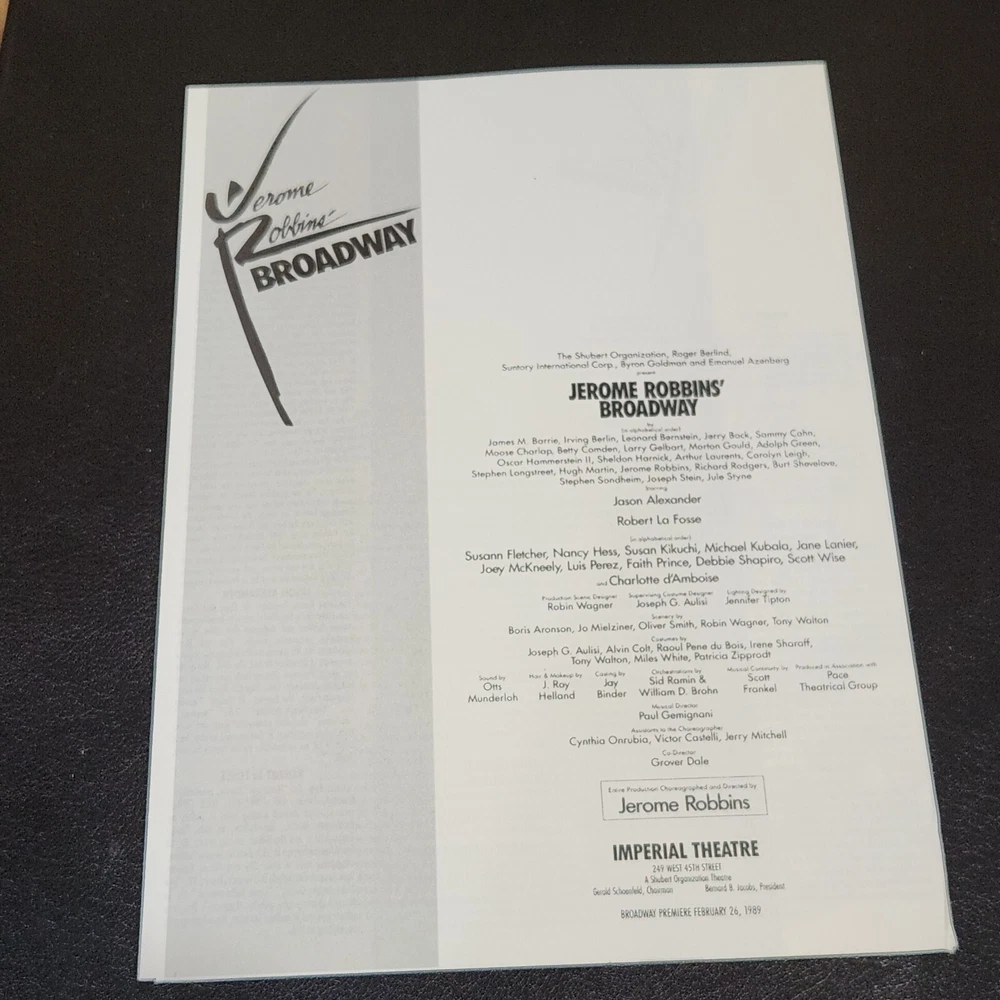 Jerome
Robbins'
BROADWAY
The Shubert Organization, Roger Berlind,
Suntory International Corp., Byron Goldman and Emanuel Azenberg
present
JEROME ROBBINS'
BROADWAY
by
(in alphabetical order)
James M. Barrie, Irving Berlin, Leonard Bernstein, Jerry Bock, Sammy Cahn,
Moose Charlap, Betty Comden, Larry Gelbart, Morton Gould, Adolph Green,
Oscar Hammerstein II, Sheldon Harnick, Arthur Laurents, Carolyn Leigh,
Stephen Longstreet, Hugh Martin, Jerome Robbins, Richard Rodgers, Burt Shevelove,
Stephen Sondheim, Joseph Stein, Jule Styne
Starring
Jason Alexander
Robert La Fosse
(in alphabetical order)
Susann Fletcher, Nancy Hess, Susan Kikuchi, Michael Kubala, Jane Lanier,
Joey McKneely, Luis Perez, Faith Prince, Debbie Shapiro, Scott Wise
and Charlotte d'Amboise
Production Scenic Designer Supervising Costume Designer Lighting Designed by
Robin Wagner Joseph G. Aulisi Jennifer Tipton
Scenery by
Boris Aronson, Jo Mielziner, Oliver Smith, Robin Wagner, Tony Walton
Costumes by
Joseph G. Aulisi, Alvin Colt, Raoul Pene du Bois, Irene Sharaff,
Tony Walton, Miles White, Patricia Zipprodt
Sound by Hair & Makeup by Casting by Orchestrations by Musical Continuity by Produced in Association with
Otts J. Roy Jay Sid Ramin & Scott Pace
Munderloh Helland Binder William D. Brohn Frankel Theatrical Group
Musical Director
Paul Gemignani
Assistants to the Choreographer
Cynthia Onrubia, Victor Castelli, Jerry Mitchell
Co-Director
Grover Dale
Entire Production Choreographed and Directed by
Jerome Robbins
IMPERIAL THEATRE
249 WEST 45TH STREET
A Shubert Organization Theatre
Gerald Schoenfeld, Chairman Bernard B. Jacobs, President
BROADWAY PREMIERE FEBRUARY 26, 1989